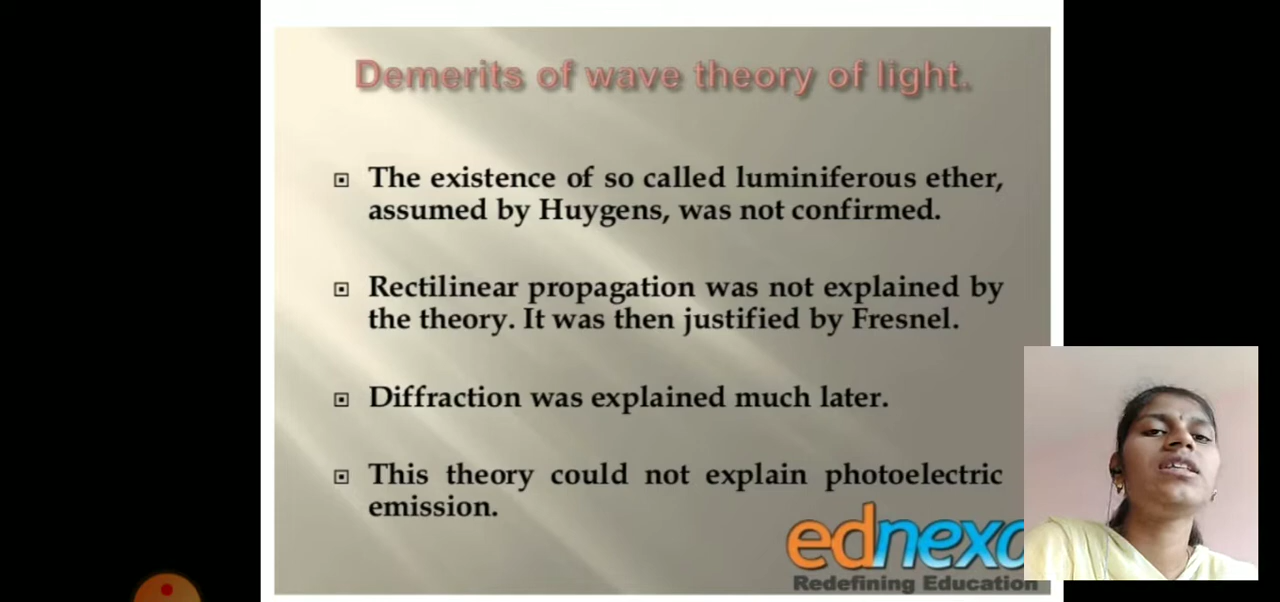 Demerits of wave theory of light.
The existence of so called luminiferous ether,
assumed by Huygens, was not confirmed.
Rectilinear propagation was not explained by
the theory. It was then justified by Fresnel.
Diffraction was explained much later.
This theory could not explain photoelectric
emission.
ednexa
Redefining Education